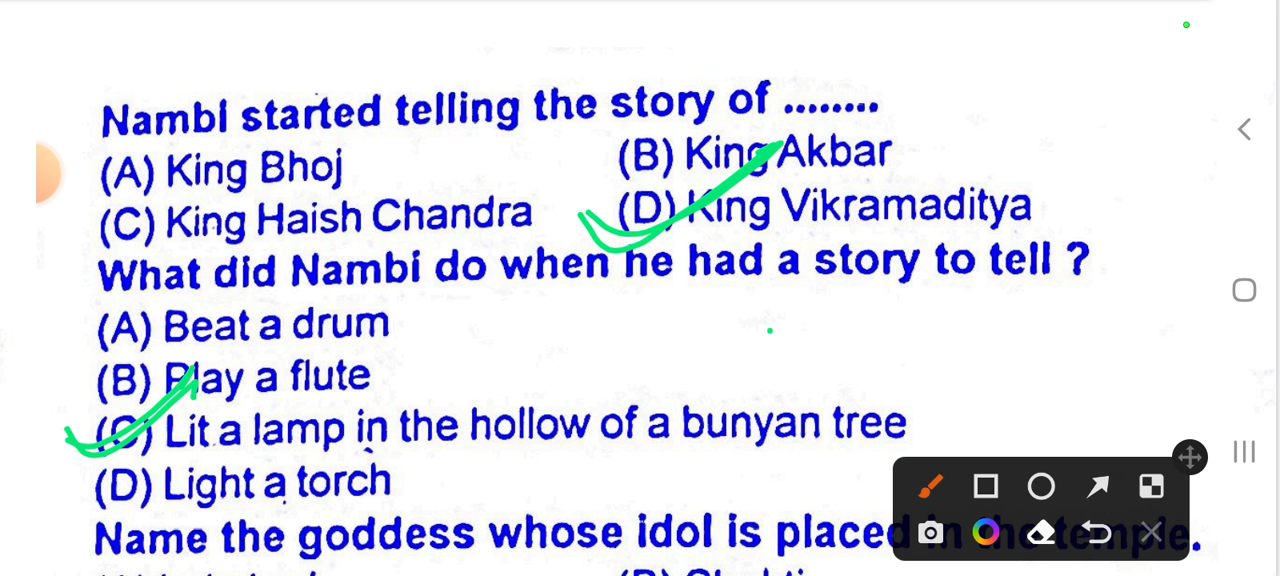 Nambi started telling the story of ........
(A) King Bhoj (B) King Akbar
(C) King Haish Chandra (D) King Vikramaditya
What did Nambi do when he had a story to tell ?
(A) Beat a drum
(B) Play a flute
(C) Lit a lamp in the hollow of a bunyan tree
(D) Light a torch
Name the goddess whose idol is placed in the temple.